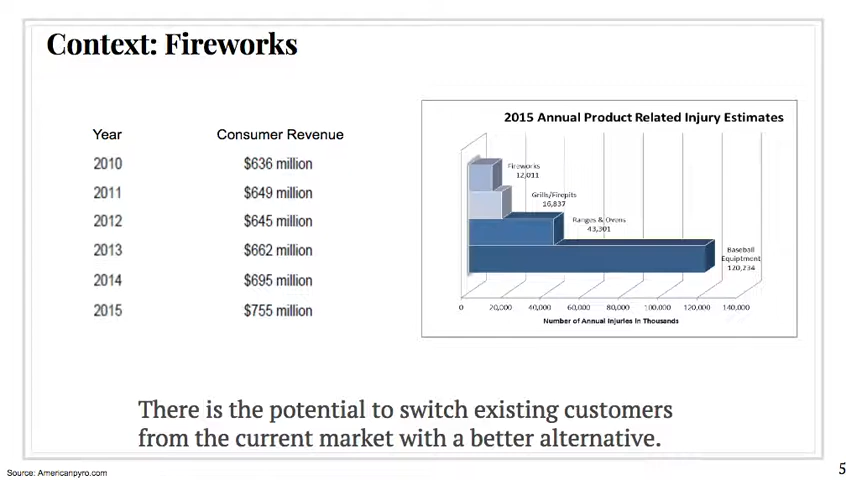 Context: Fireworks
Year Consumer Revenue
2010 $636 million
2011 $649 million
2012 $645 million
2013 $662 million
2014 $695 million
2015 $755 million
2015 Annual Product Related Injury Estimates
Fireworks
12,011
Grills/Firepits
16,837
Ranges & Ovens
43,301
Baseball
Equiptment
120,234
0 20,000 40,000 60,000 80,000 100,000 120,000 140,000
Number of Annual Injuries In Thousands
There is the potential to switch existing customers
from the current market with a better alternative.
Source: Americanpyro.com
5